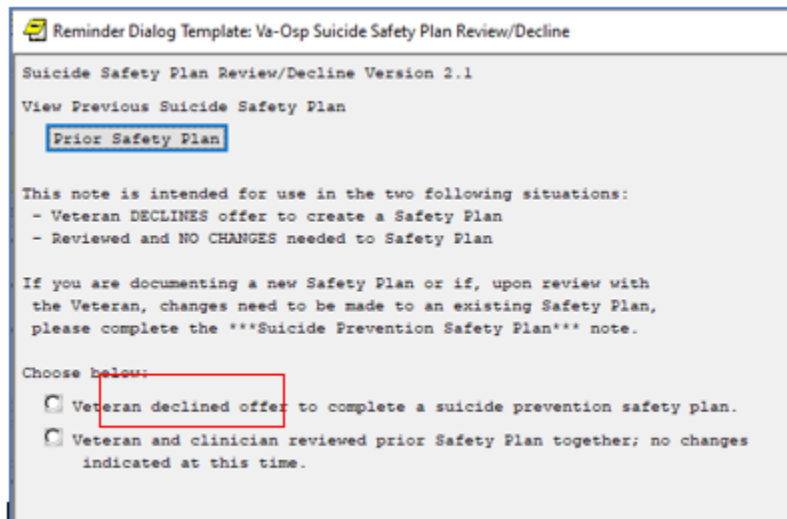 Reminder Dialog Template: Va-Osp Suicide Safety Plan Review/Decline
Suicide Safety Plan Review/Decline Version 2.1
View Previous Suicide Safety Plan
Prior Safety Plan
This note is intended for use in the two following situations:
- Veteran DECLINES offer to create a Safety Plan
- Reviewed and NO CHANGES needed to Safety Plan
If you are documenting a new Safety Plan or if, upon review with
the Veteran, changes need to be made to an existing Safety Plan,
please complete the ***Suicide Prevention Safety Plan*** note.
Choose below:
Veteran declined offer to complete a suicide prevention safety plan.
Veteran and clinician reviewed prior Safety Plan together; no changes
indicated at this time.